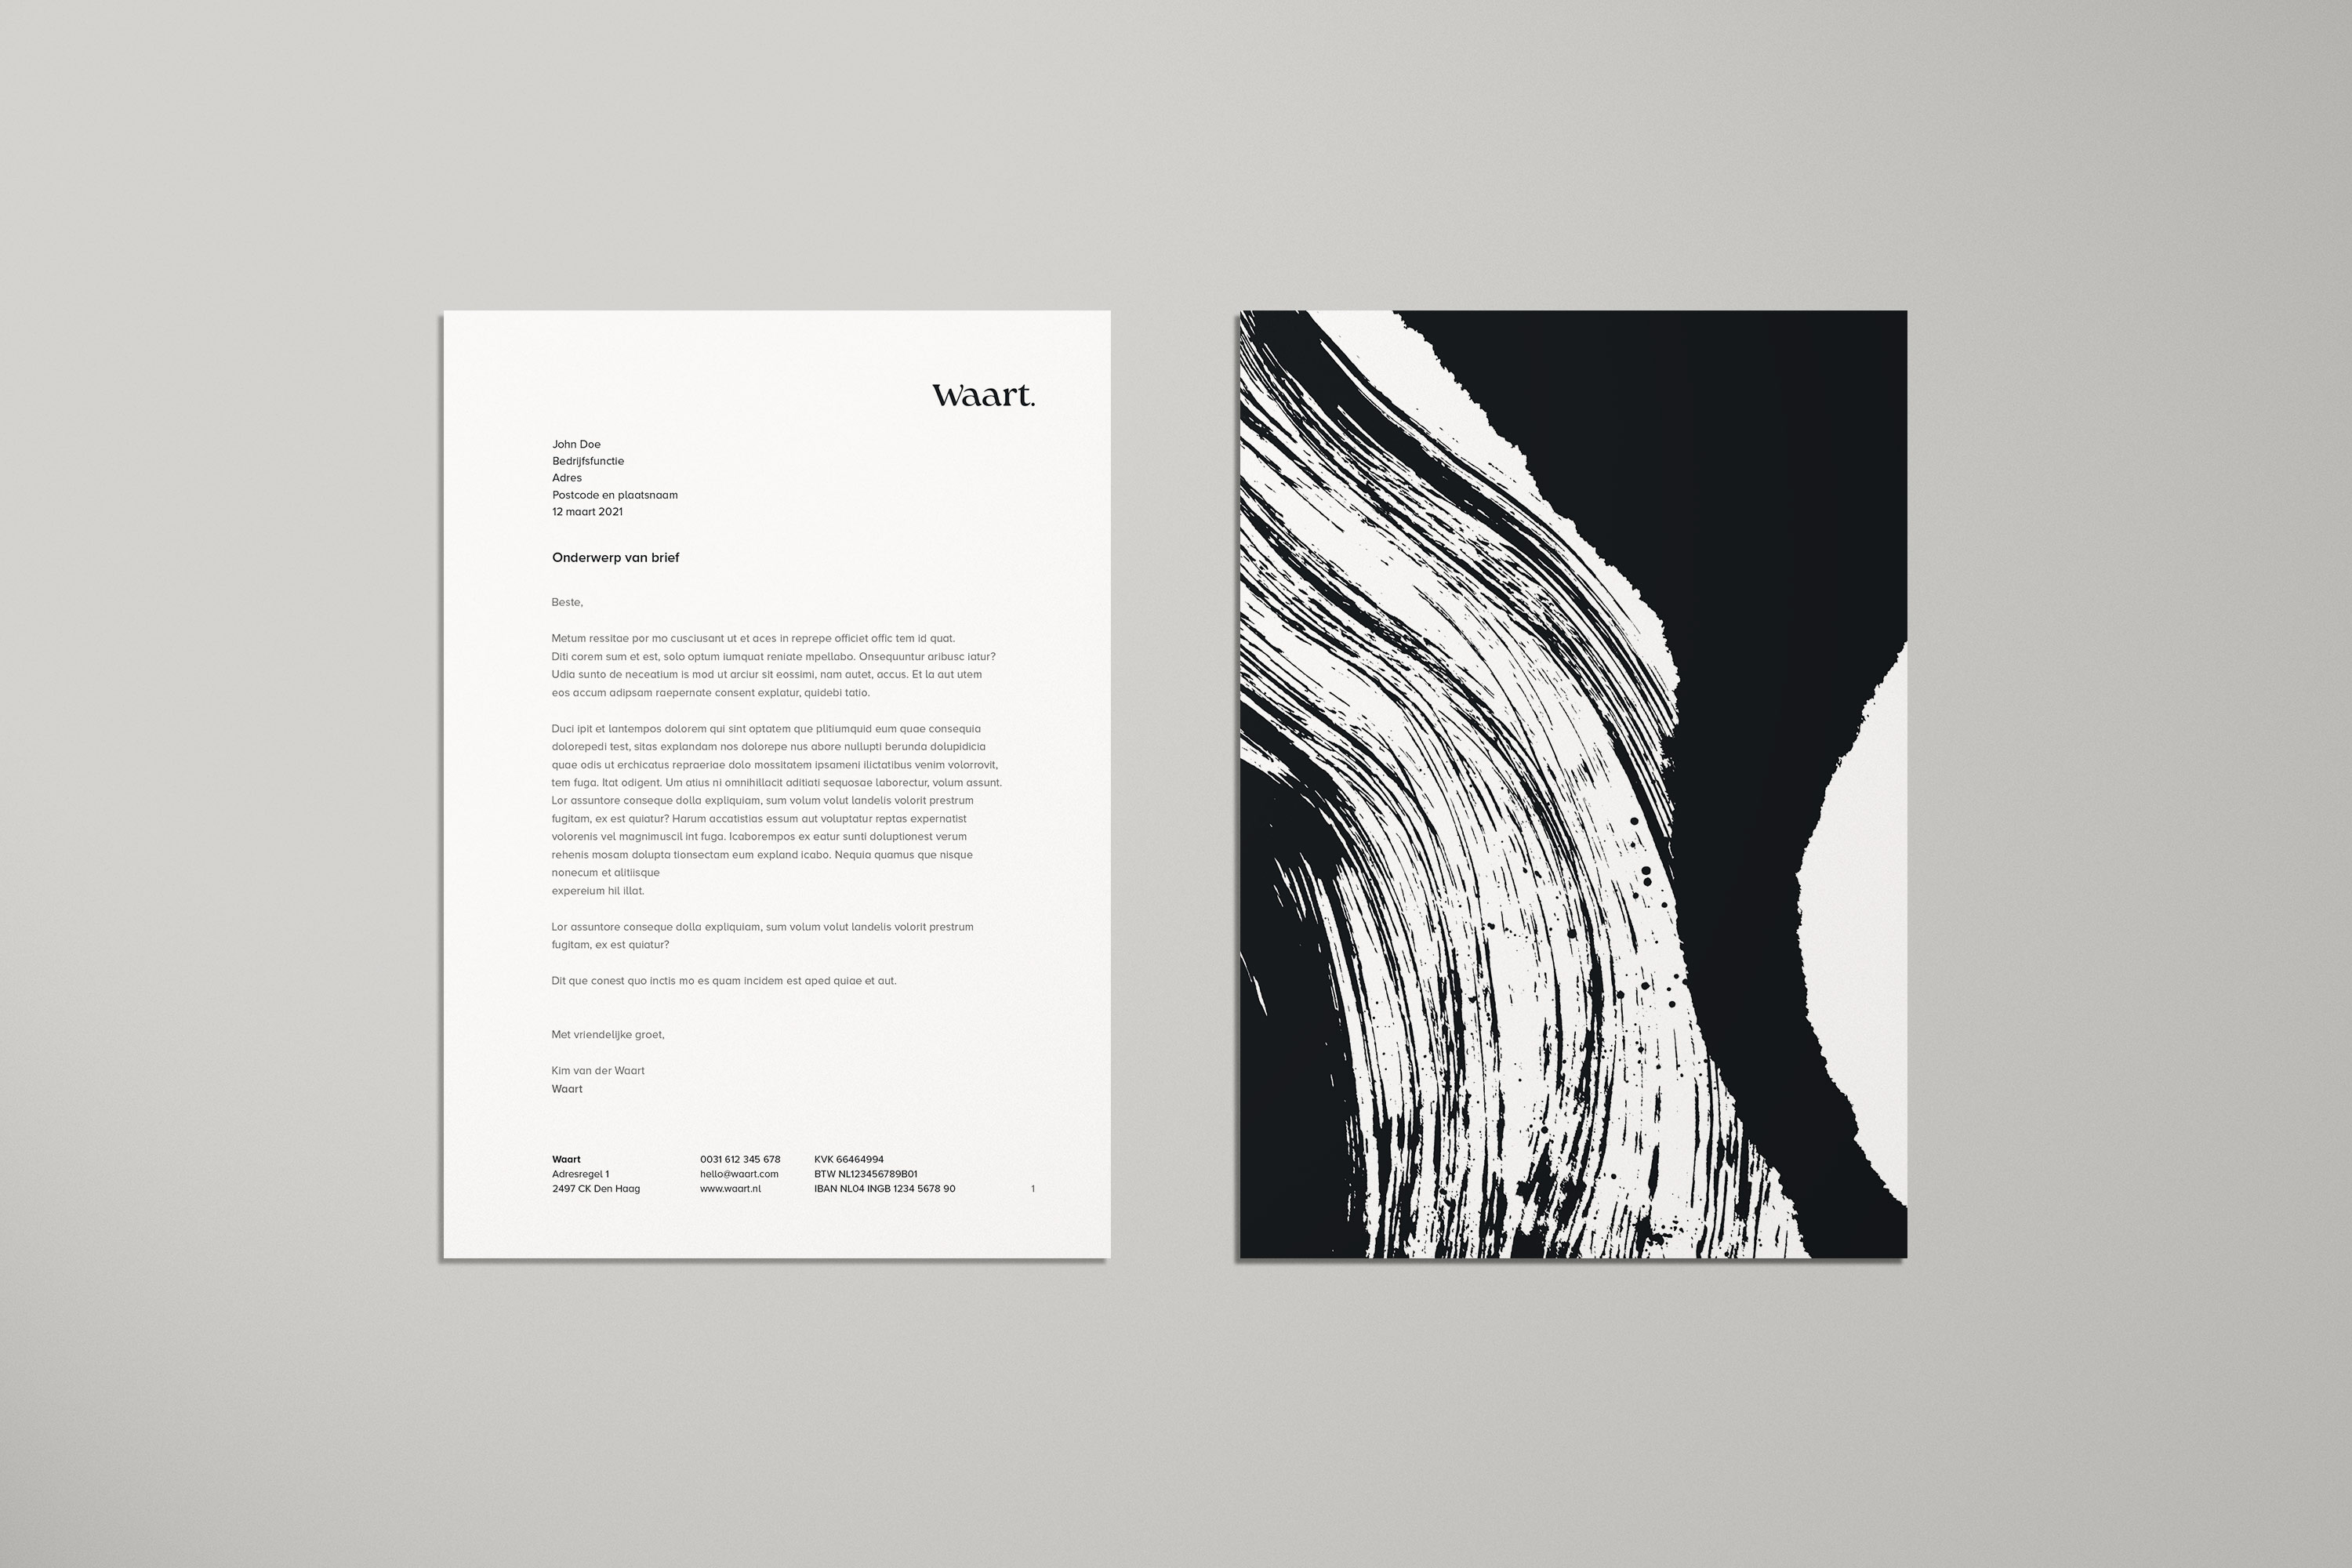 Waart.
John Doe
Bedrijfsfunctie
Adres
Postcode en plaatsnaam
12 maart 2021
Onderwerp van brief
Beste,
Metum ressitae por mo cusciusant ut et aces in reprepe officiet offic tem id quat.
Diti corem sum et est, solo optum iumquat reniate mpellabo. Onsequuntur aribusc iatur?
Udia sunto de neceatium is mod ut arciur sit eossimi, nam autet, accus. Et la aut utem
eos accum adipsam raepernate consent explatur, quidebi tatio.
Duci ipit et lantempos dolorem qui sint optatem que plitiumquid eum quae consequia
dolorepedi test, sitas explandam nos dolorepe nus abore nullupti berunda dolupidicia
quae odis ut erchicatus repraeriae dolo mossitatem ipsameni ilictatibus venim volorrovit,
tem fuga. Itat odigent. Um atius ni omnihillacit aditiati sequosae laborectur, volum assunt.
Lor assuntore conseque dolla expliquiam, sum volum volut landelis volorit prestrum
fugitam, ex est quiatur? Harum accatistias essum aut voluptatur reptas expernatist
volorenis vel magnimuscil int fuga. Icaborempos ex eatur sunti doluptionest verum
rehenis mosam dolupta tionsectam eum expland icabo. Nequia quamus que nisque
nonecum et alitiisque
expereium hil illat.
Lor assuntore conseque dolla expliquiam, sum volum volut landelis volorit prestrum
fugitam, ex est quiatur?
Dit que conest quo inctis mo es quam incidem est aped quiae et aut.
Met vriendelijke groet,
Kim van der Waart
Waart
Waart
Adresregel 1
2497 CK Den Haag
0031 612 345 678
hello@waart.com
www.waart.nl
KVK 66464994
BTW NL123456789B01
IBAN NL04 INGB 1234 5678 90
1